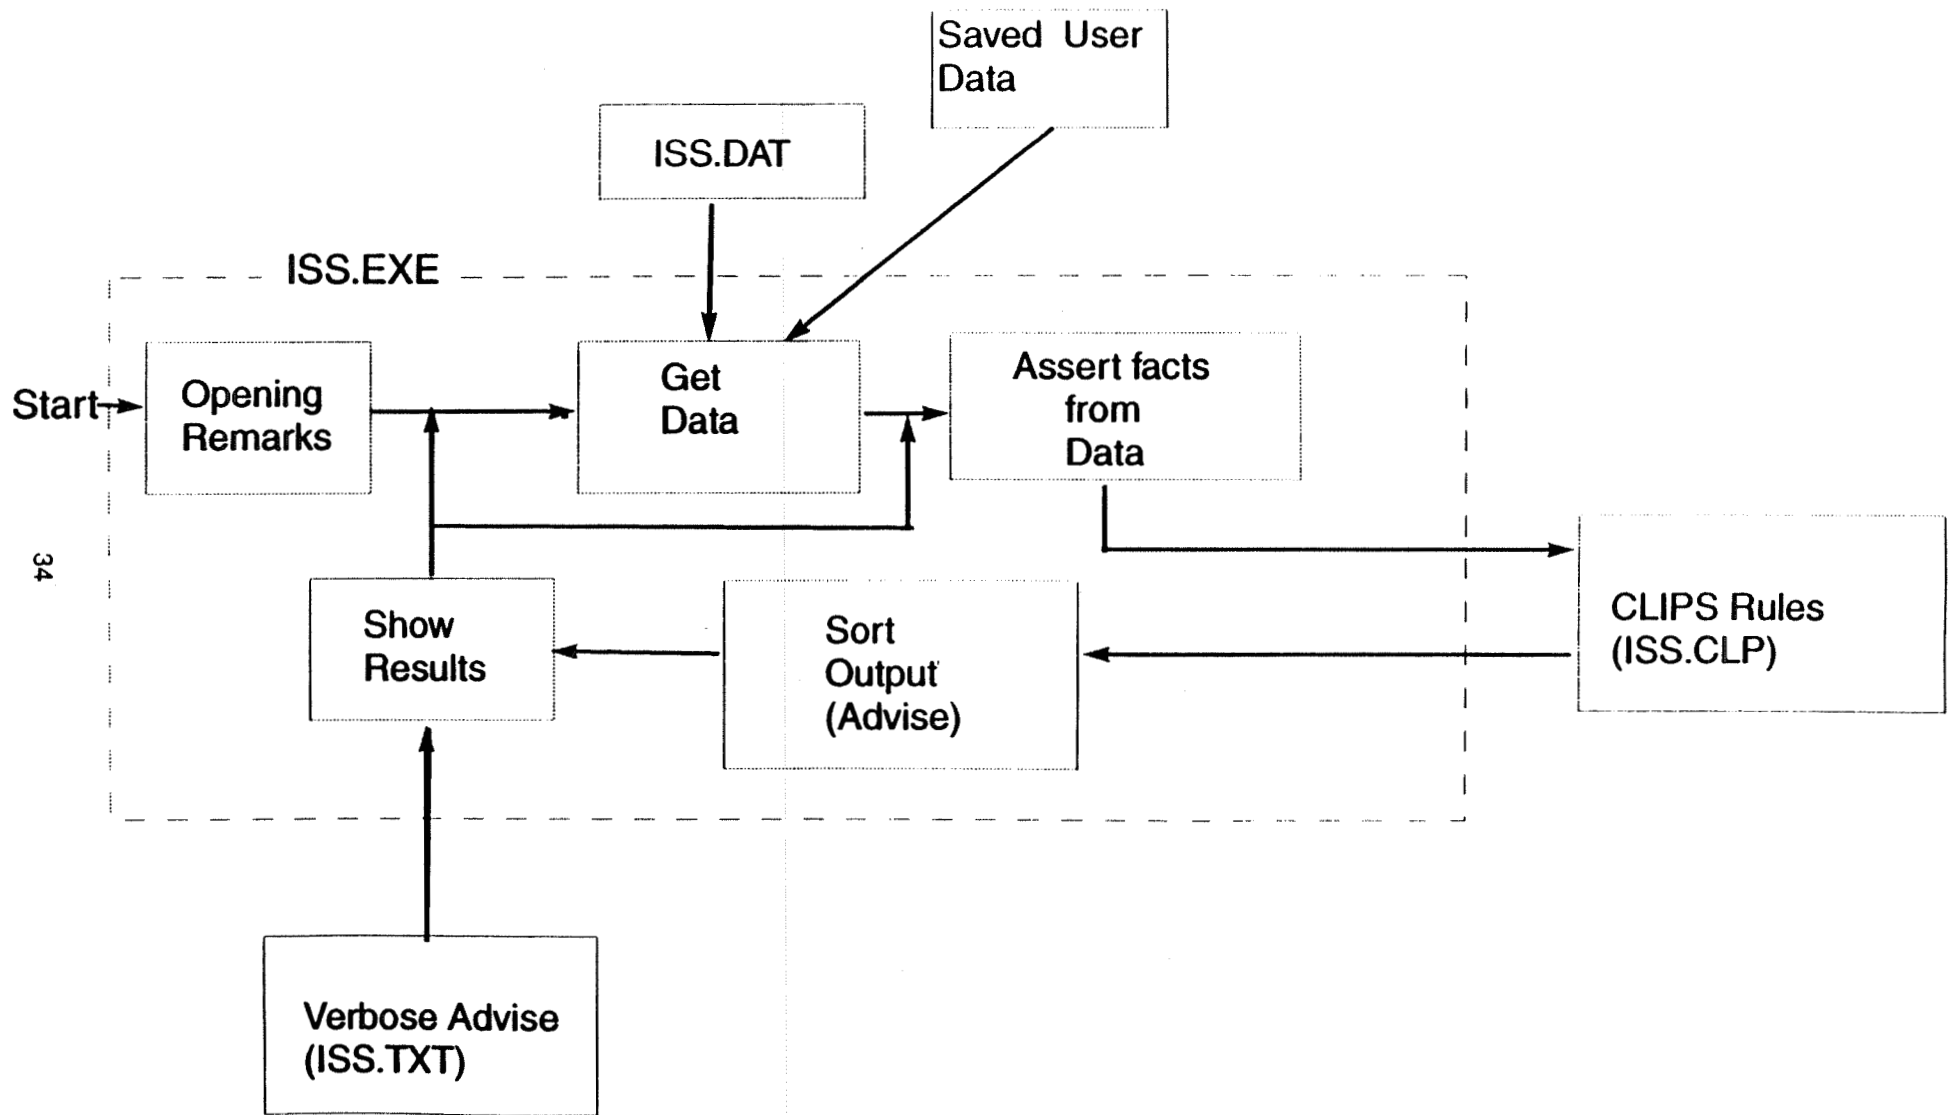 Saved User
Data
ISS.DAT
ISS.EXE
Start
Opening
Remarks
Get
Data
Assert facts
from
Data
34
Show
Results
Sort
Output
(Advise)
CLIPS Rules
(ISS.CLP)
Verbose Advise
(ISS.TXT)